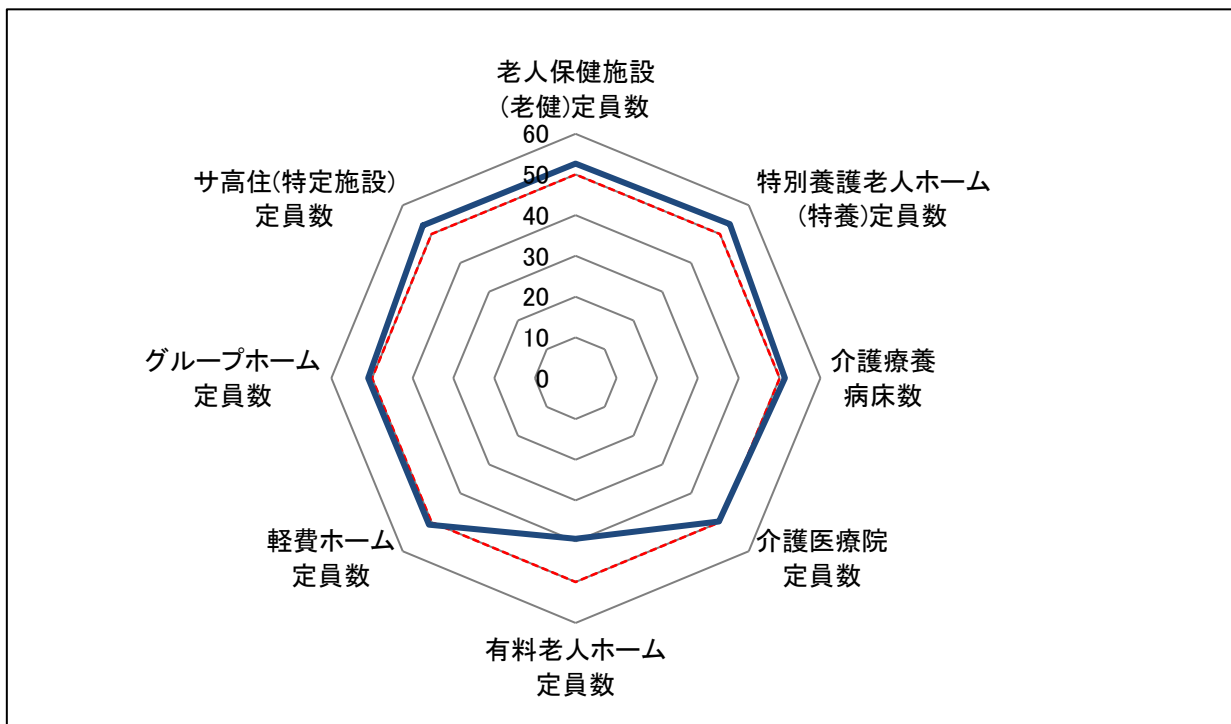 老人保健施設
(老健)定員数
特別養護老人ホーム
(特養)定員数
介護療養
病床数
介護医療院
定員数
有料老人ホーム
定員数
軽費ホーム
定員数
グループホーム
定員数
サ高住(特定施設)
定員数
60
50
40
30
20
10
0